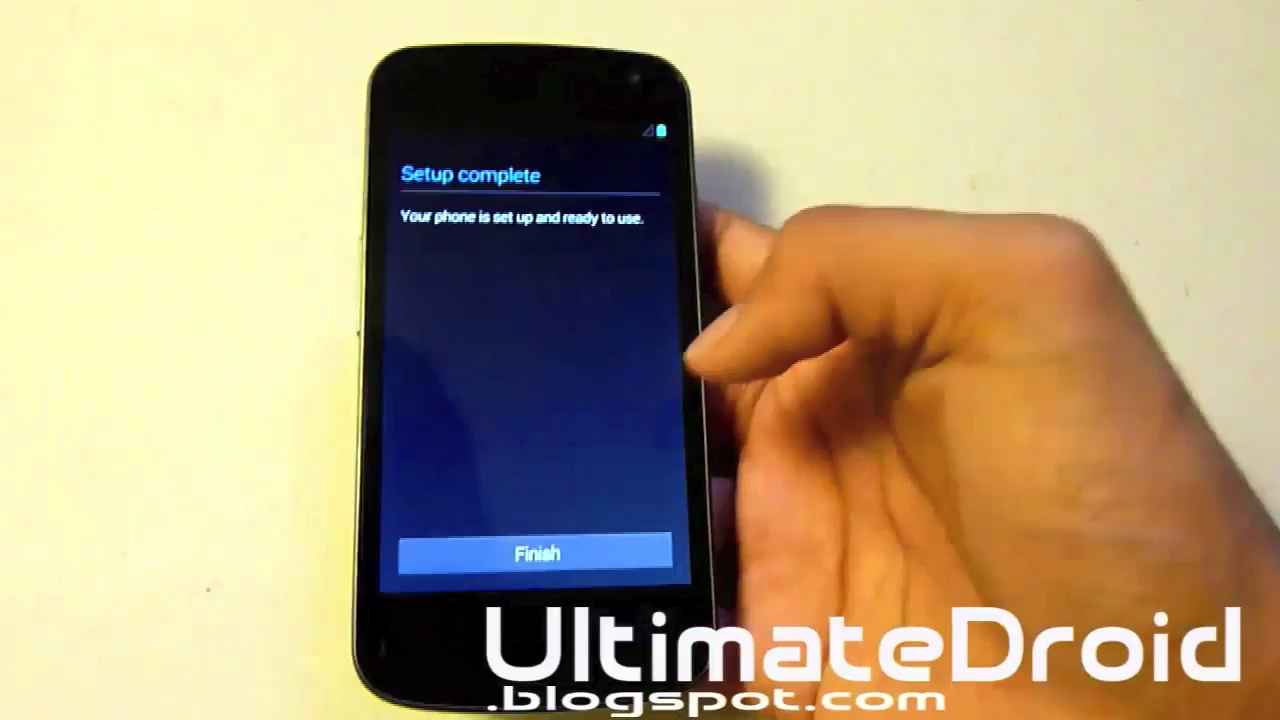 Setup complete
Your phone is set up and ready to use.
Finish
UltimateDroid
.blogspot.com